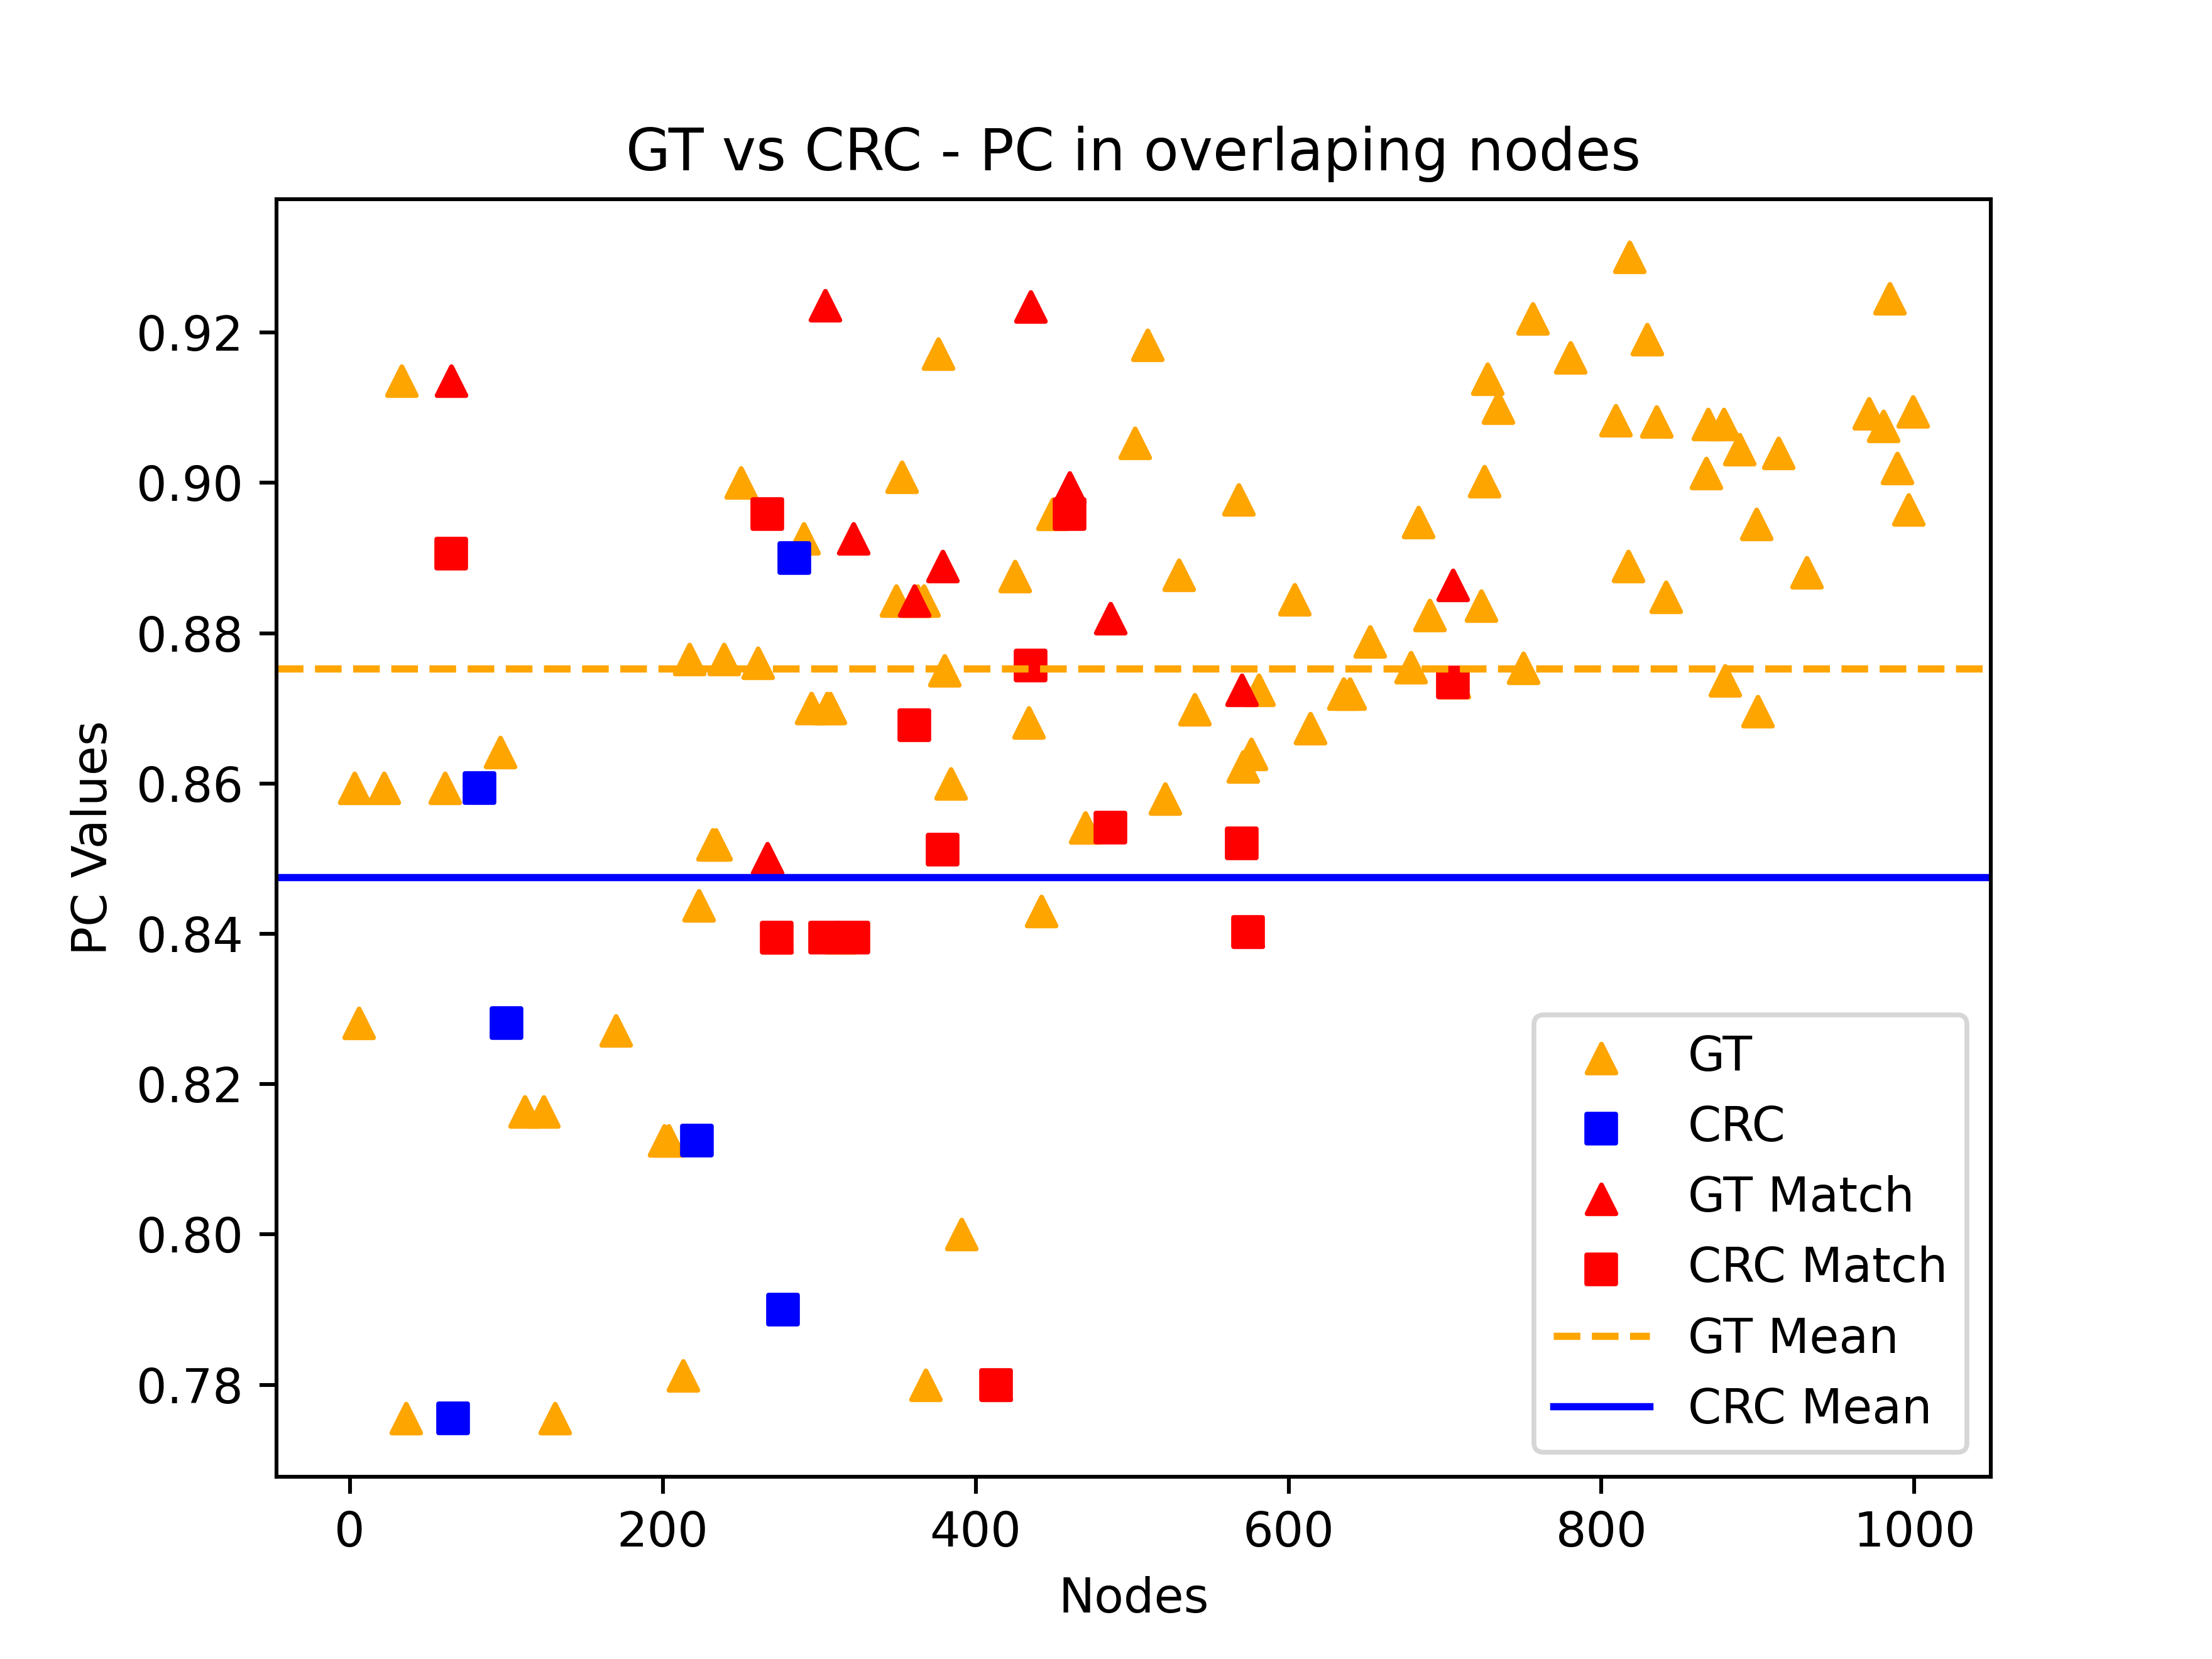 GT vs CRC - PC in overlaping nodes
PC Values
0.92
0.90
0.88
0.86
0.84
0.82
0.80
0.78
GT
CRC
GT Match
CRC Match
GT Mean
CRC Mean
0 200 400 600 800 1000
Nodes